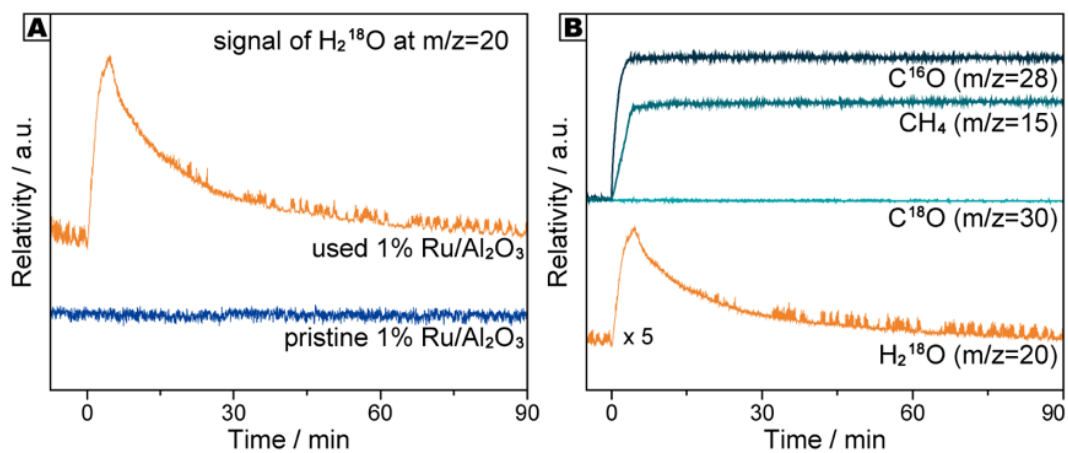 A
signal of H₂¹⁸O at m/z=20
Relativity / a.u.
used 1% Ru/Al₂O₃
pristine 1% Ru/Al₂O₃
0 30 60 90
Time / min
B
C¹⁶O (m/z=28)
CH₄ (m/z=15)
Relativity / a.u.
C¹⁸O (m/z=30)
x 5
H₂¹⁸O (m/z=20)
0 30 60 90
Time / min